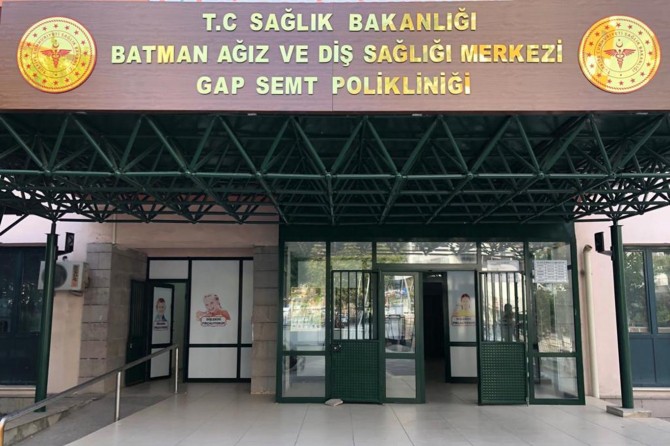 T.C SAĞLIK BAKANLIĞI
BATMAN AĞIZ VE DİŞ SAĞLIĞI MERKEZİ
GAP SEMT POLİKLİNİĞİ